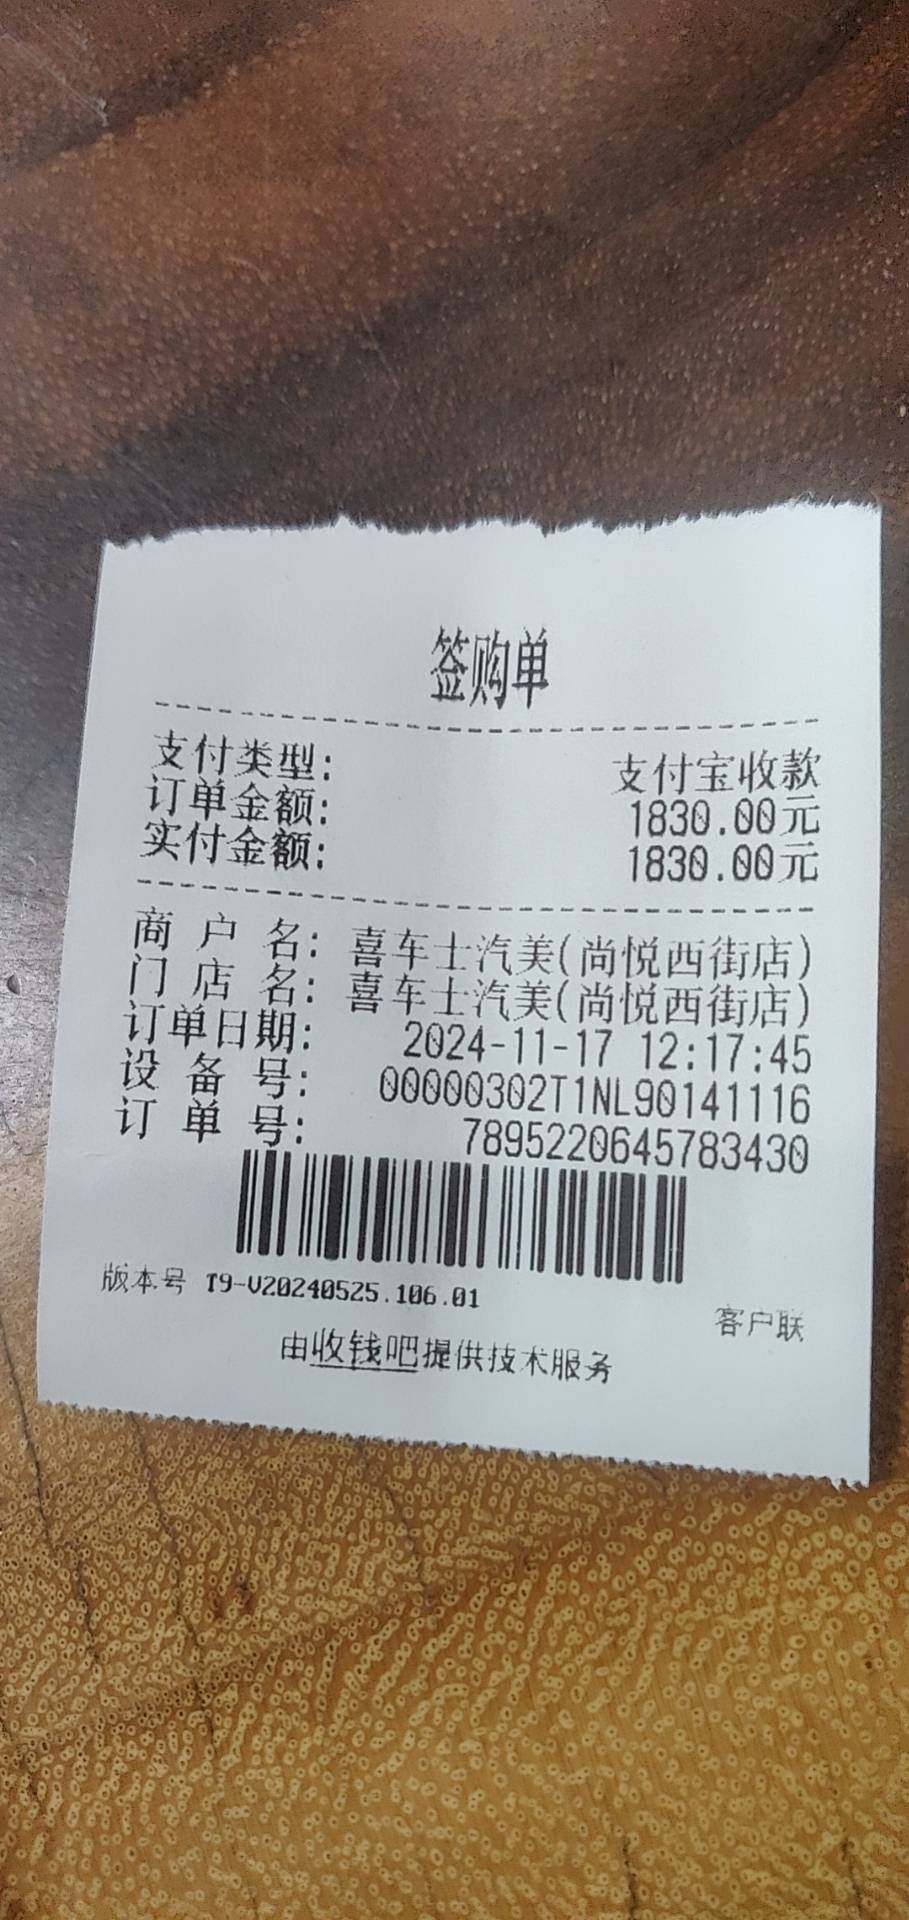 签购单
支付类型: 支付宝收款
订单金额: 1830.00元
实付金额: 1830.00元
商户名: 喜车士汽美(尚悦西街店)
门店名: 喜车士汽美(尚悦西街店)
订单日期: 2024-11-17 12:17:45
设备号: 00000302T1NL90141116
订单号: 7895220645783430
版本号 T9-V20240525.106.01
客户联
由收钱吧提供技术服务